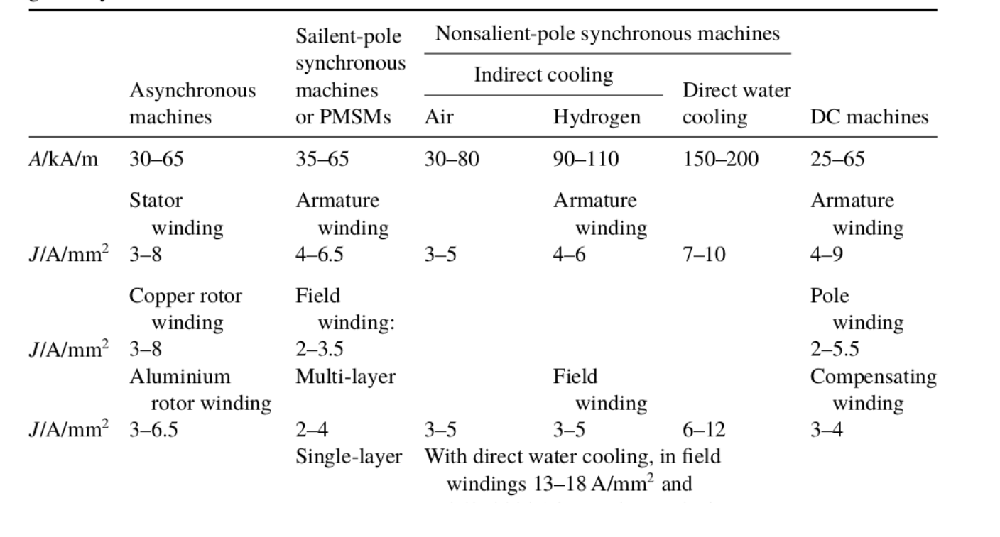 Sailent-pole Nonsalient-pole synchronous machines
synchronous Indirect cooling
Asynchronous machines Direct water
machines or PMSMs Air Hydrogen cooling DC machines
A/kA/m 30–65 35–65 30–80 90–110 150–200 25–65
Stator Armature Armature Armature
winding winding winding winding
J/A/mm² 3–8 4–6.5 3–5 4–6 7–10 4–9
Copper rotor Field Pole
winding winding: winding
J/A/mm² 3–8 2–3.5 2–5.5
Aluminium Multi-layer Field Compensating
rotor winding winding winding
J/A/mm² 3–6.5 2–4 3–5 3–5 6–12 3–4
Single-layer With direct water cooling, in field
windings 13–18 A/mm² and